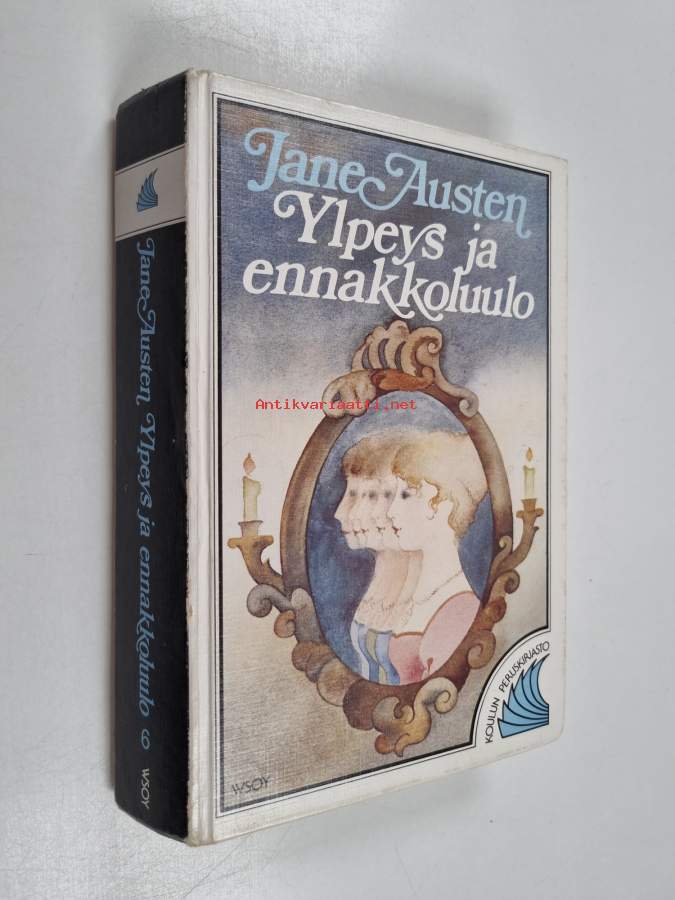 Jane Austen
Ylpeys ja
ennakkoluulo
Antikvariaatti.net
KOULUN PERUSKIRJASTO
WSOY
Jane Austen Ylpeys ja ennakkoluulo 6
WSOY